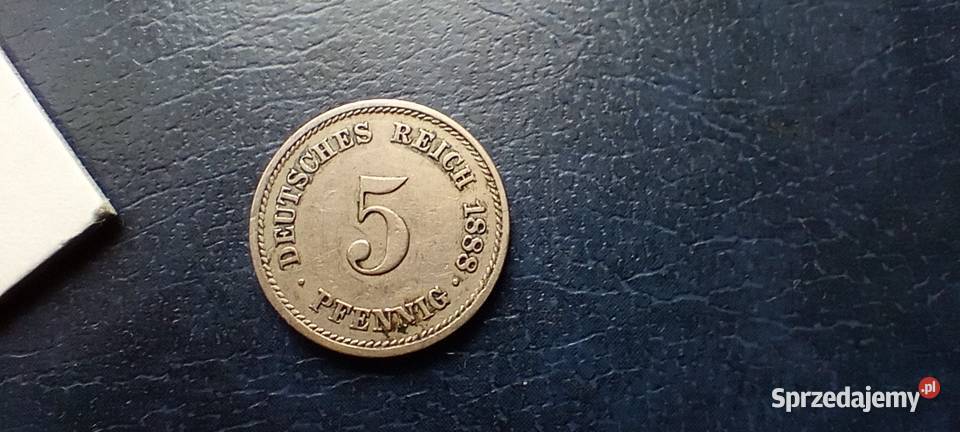 DEUTSCHES REICH 1888
5
PFENNIG
Sprzedajemy.pl